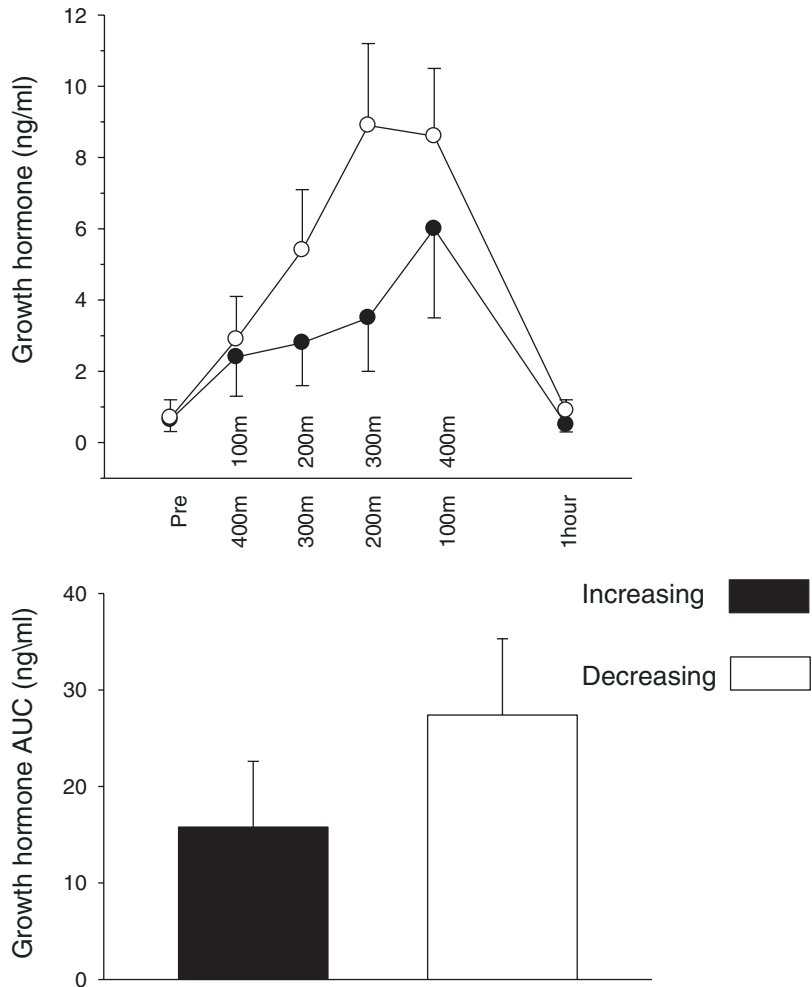 Growth hormone (ng/ml)
12
10
8
6
4
2
0
100m
200m
300m
400m
Pre
400m
300m
200m
100m
1hour
Growth hormone AUC (ng\ml)
40
30
20
10
0
Increasing
Decreasing